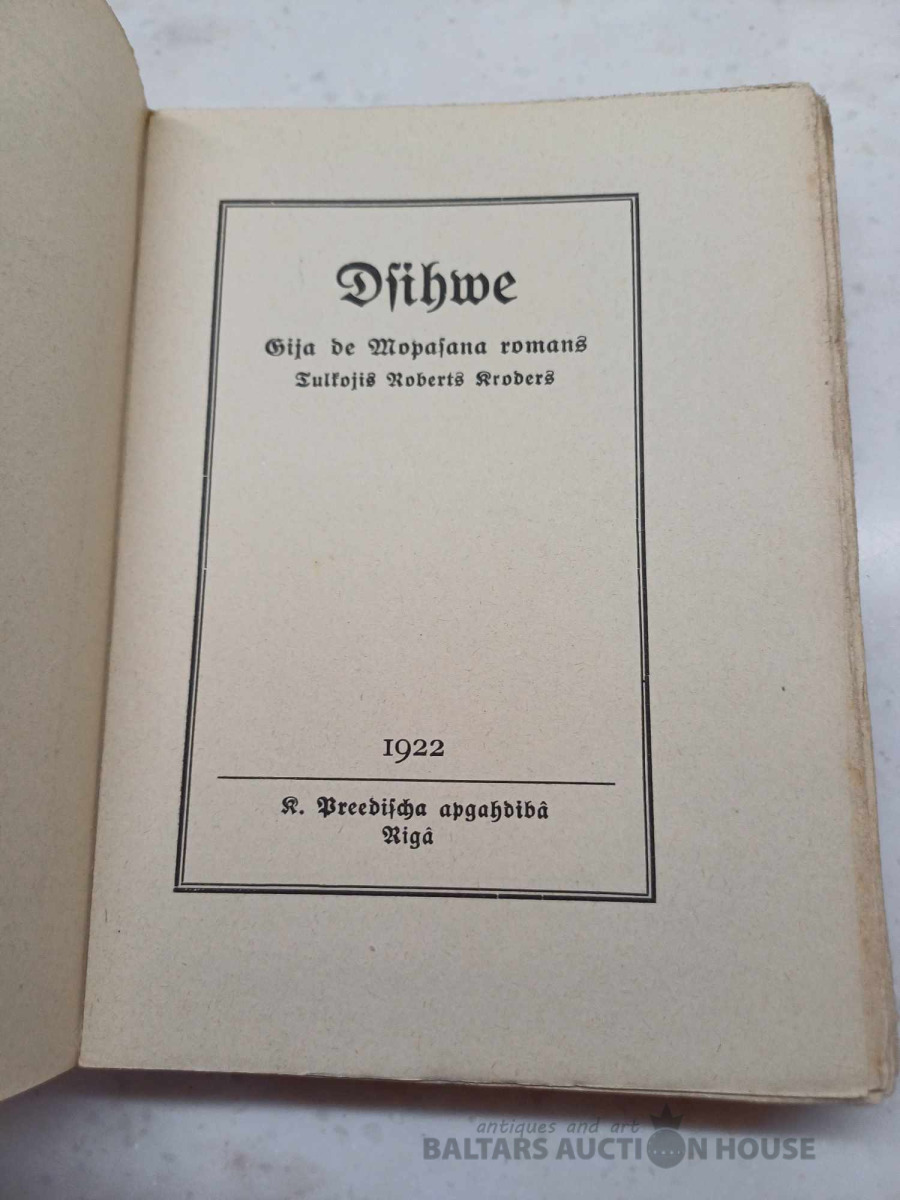 Dſihwe
Gija de Mopaſana romans
Tulkojis Roberts Kroders
1922
K. Preediſcha apgahdibâ
Rigâ
antiques and art
BALTARS AUCTION HOUSE